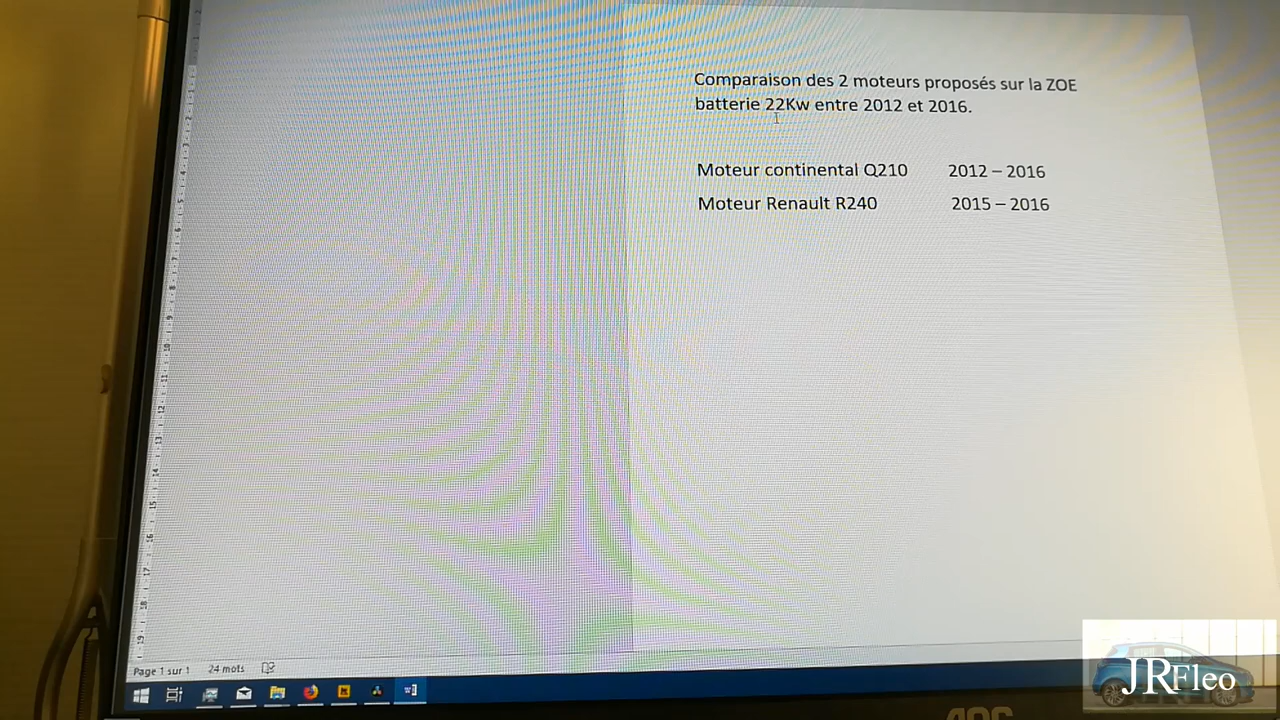 Comparaison des 2 moteurs proposés sur la ZOE
batterie 22Kw entre 2012 et 2016.
Moteur continental Q210 2012 – 2016
Moteur Renault R240 2015 – 2016
Page 1 sur 1 24 mots
JRFleo
AOC